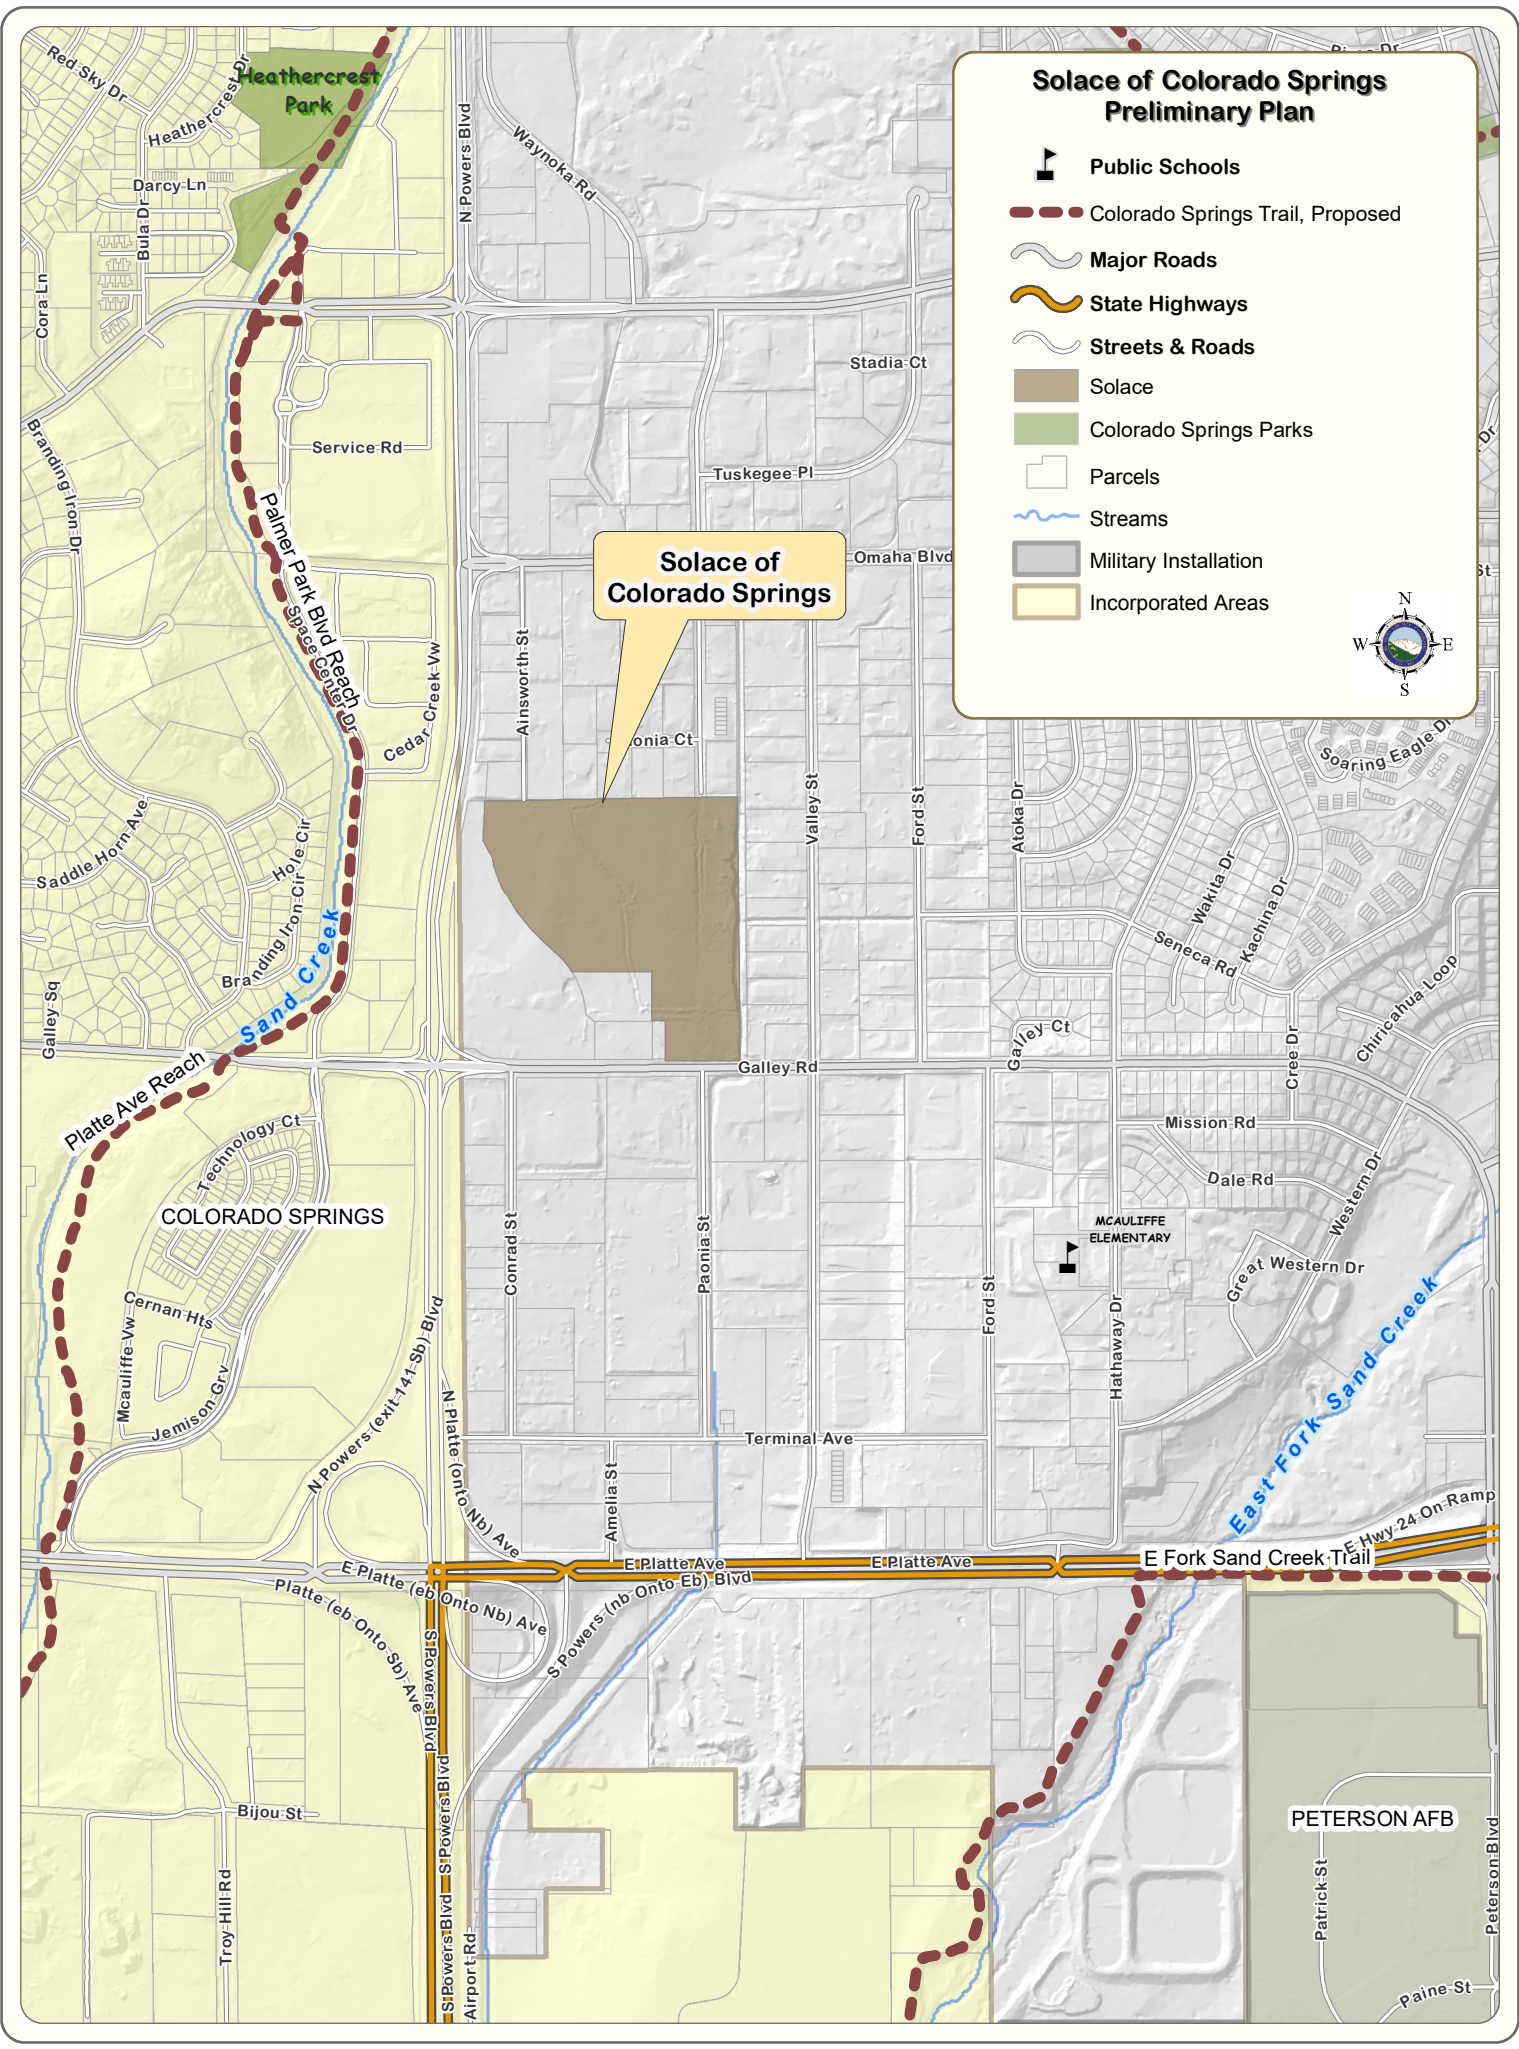 Solace of Colorado Springs
Preliminary Plan
Public Schools
Colorado Springs Trail, Proposed
Major Roads
State Highways
Streets & Roads
Solace
Colorado Springs Parks
Parcels
Streams
Military Installation
Incorporated Areas
N
W
E
S
Heathercrest
Park
Red Sky Dr
Heathercrest Dr
Darcy Ln
Bula Dr
Cora Ln
N Powers Blvd
Waynoka Rd
Stadia Ct
Service Rd
Tuskegee Pl
Branding Iron Dr
Palmer Park Blvd Reach
Space Center Dr
Omaha Blvd
Solace of
Colorado Springs
Ainsworth St
Cedar Creek Vw
onia Ct
Valley St
Ford St
Atoka Dr
Soaring Eagle Dr
Saddle Horn Ave
Hole Cir
Branding Iron Cir
Sand Creek
Wakita Dr
Kachina Dr
Seneca Rd
Chiricahua Loop
Galley Sq
Galley Ct
Cree Dr
Galley Rd
Platte Ave Reach
Technology Ct
Mission Rd
Dale Rd
Western Dr
COLORADO SPRINGS
MCAULIFFE
ELEMENTARY
Conrad St
Paonia St
Ford St
Hathaway Dr
Great Western Dr
Cernan Hts
Mcauliffe Vw
Jemison Grv
N Powers (exit 141 Sb) Blvd
N Platte (onto Nb) Ave
East Fork Sand Creek
Terminal Ave
Amelia St
E Hwy 24 On Ramp
E Platte Ave
E Platte Ave
E Fork Sand Creek Trail
E Platte (eb Onto Nb) Ave
Platte (eb Onto Sb) Ave
S Powers (nb Onto Eb) Blvd
S Powers Blvd
S Powers Blvd
S Powers Blvd
Bijou St
Troy Hill Rd
Airport Rd
PETERSON AFB
Patrick St
Peterson Blvd
Paine St